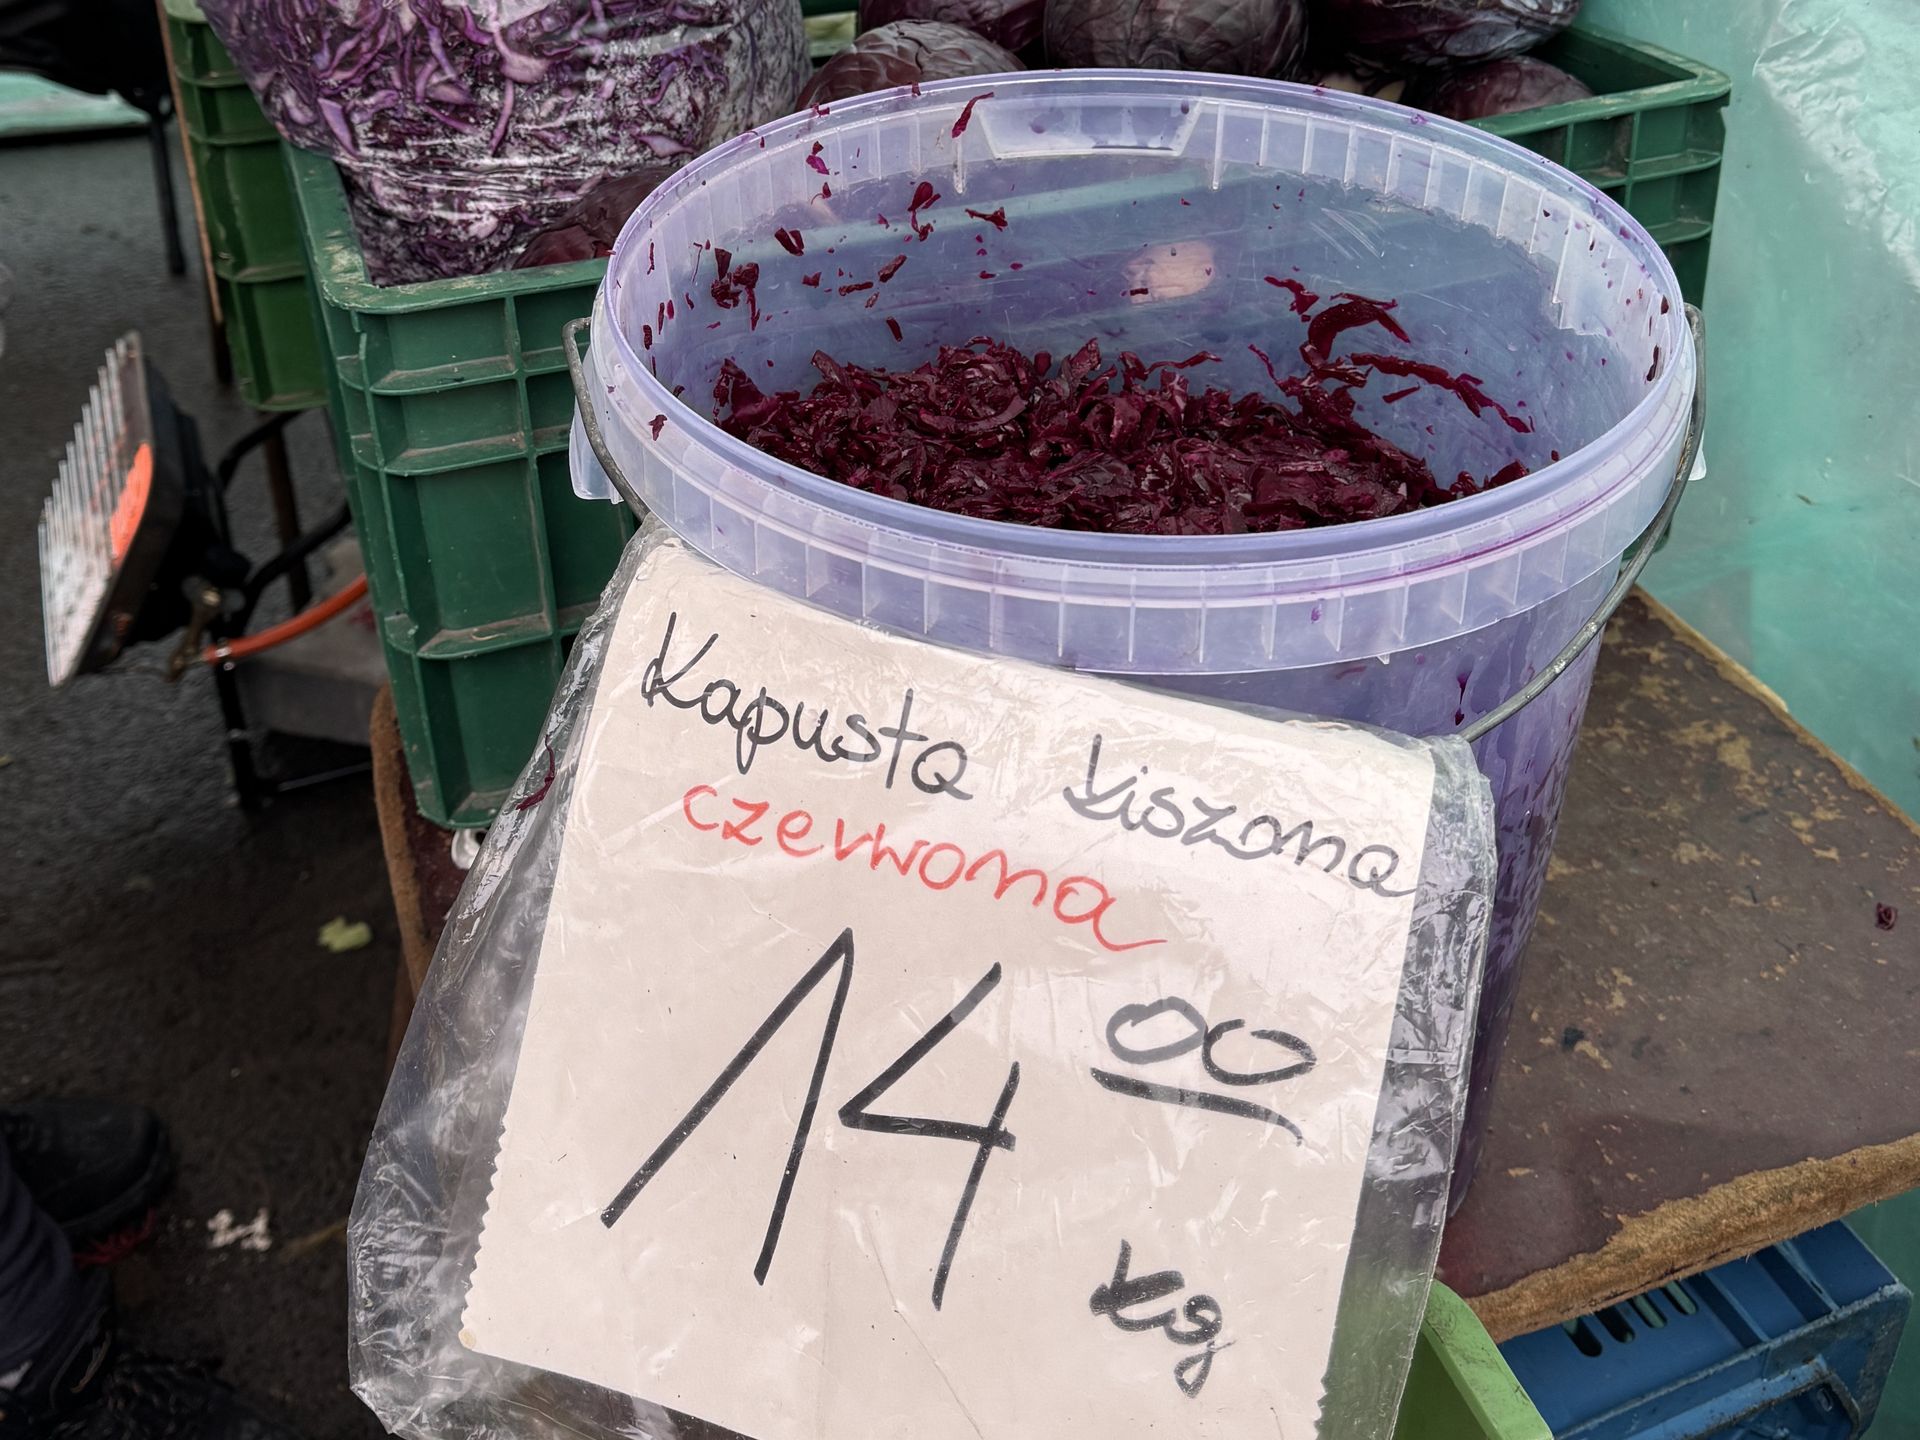 Kapusta kiszona
czerwona
14 00
kg